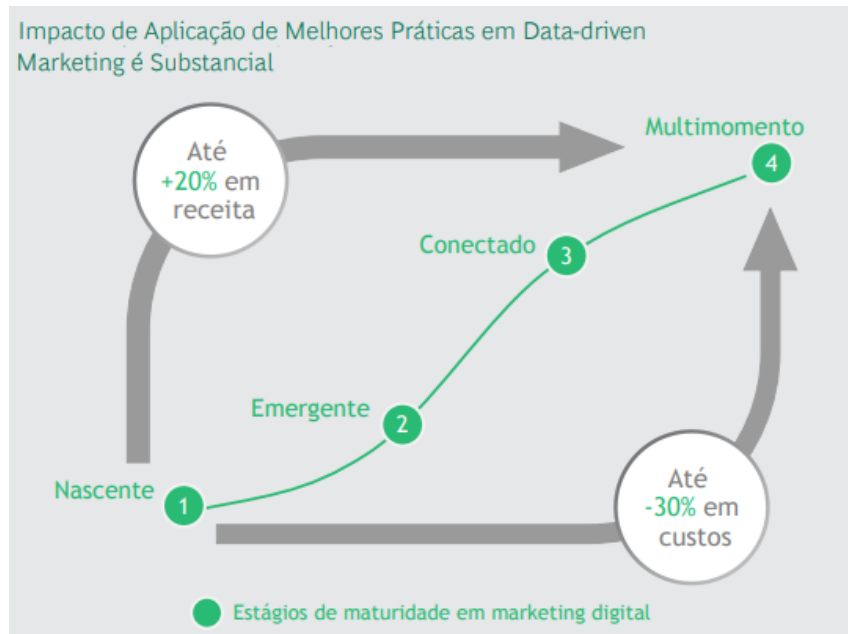 Impacto de Aplicação de Melhores Práticas em Data-driven
Marketing é Substancial
Até
+20% em
receita
Multimomento
4
Conectado
3
Emergente
2
Nascente
1
Até
-30% em
custos
Estágios de maturidade em marketing digital